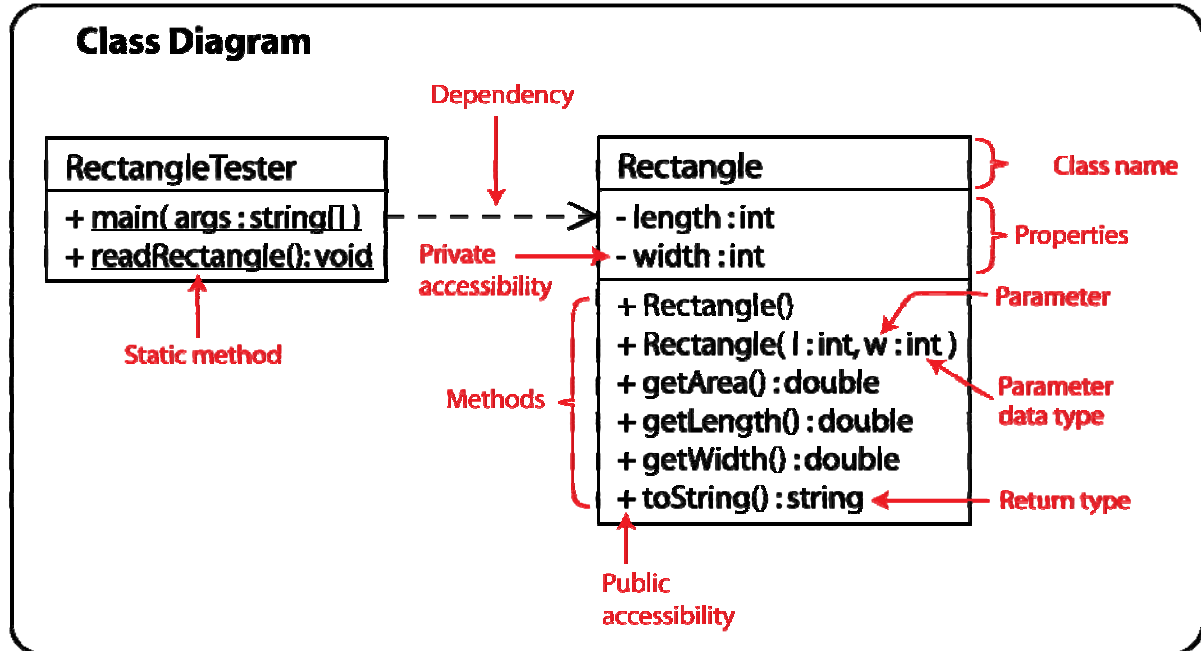 Class Diagram
Dependency
RectangleTester
+ main( args : string[] )
+ readRectangle(): void
Static method
Rectangle
Class name
- length : int
- width : int
Properties
Private
accessibility
+ Rectangle()
+ Rectangle( l : int, w : int )
+ getArea() : double
+ getLength() : double
+ getWidth() : double
+ toString() : string
Methods
Parameter
Parameter
data type
Return type
Public
accessibility